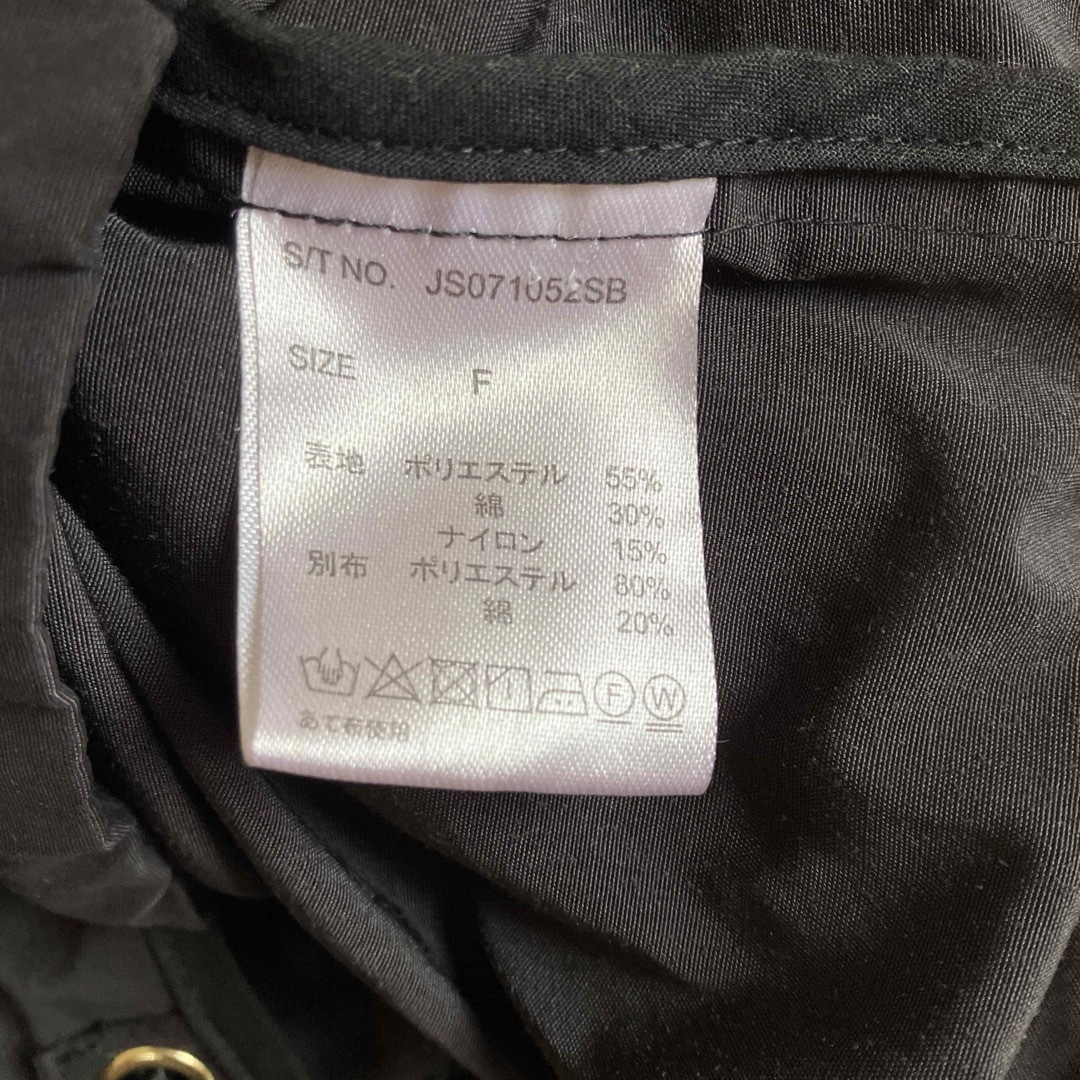 S/T NO. JS071052SB
SIZE F
表地 ポリエステル 55%
綿 30%
ナイロン 15%
別布 ポリエステル 80%
綿 20%
F W
あて布使用